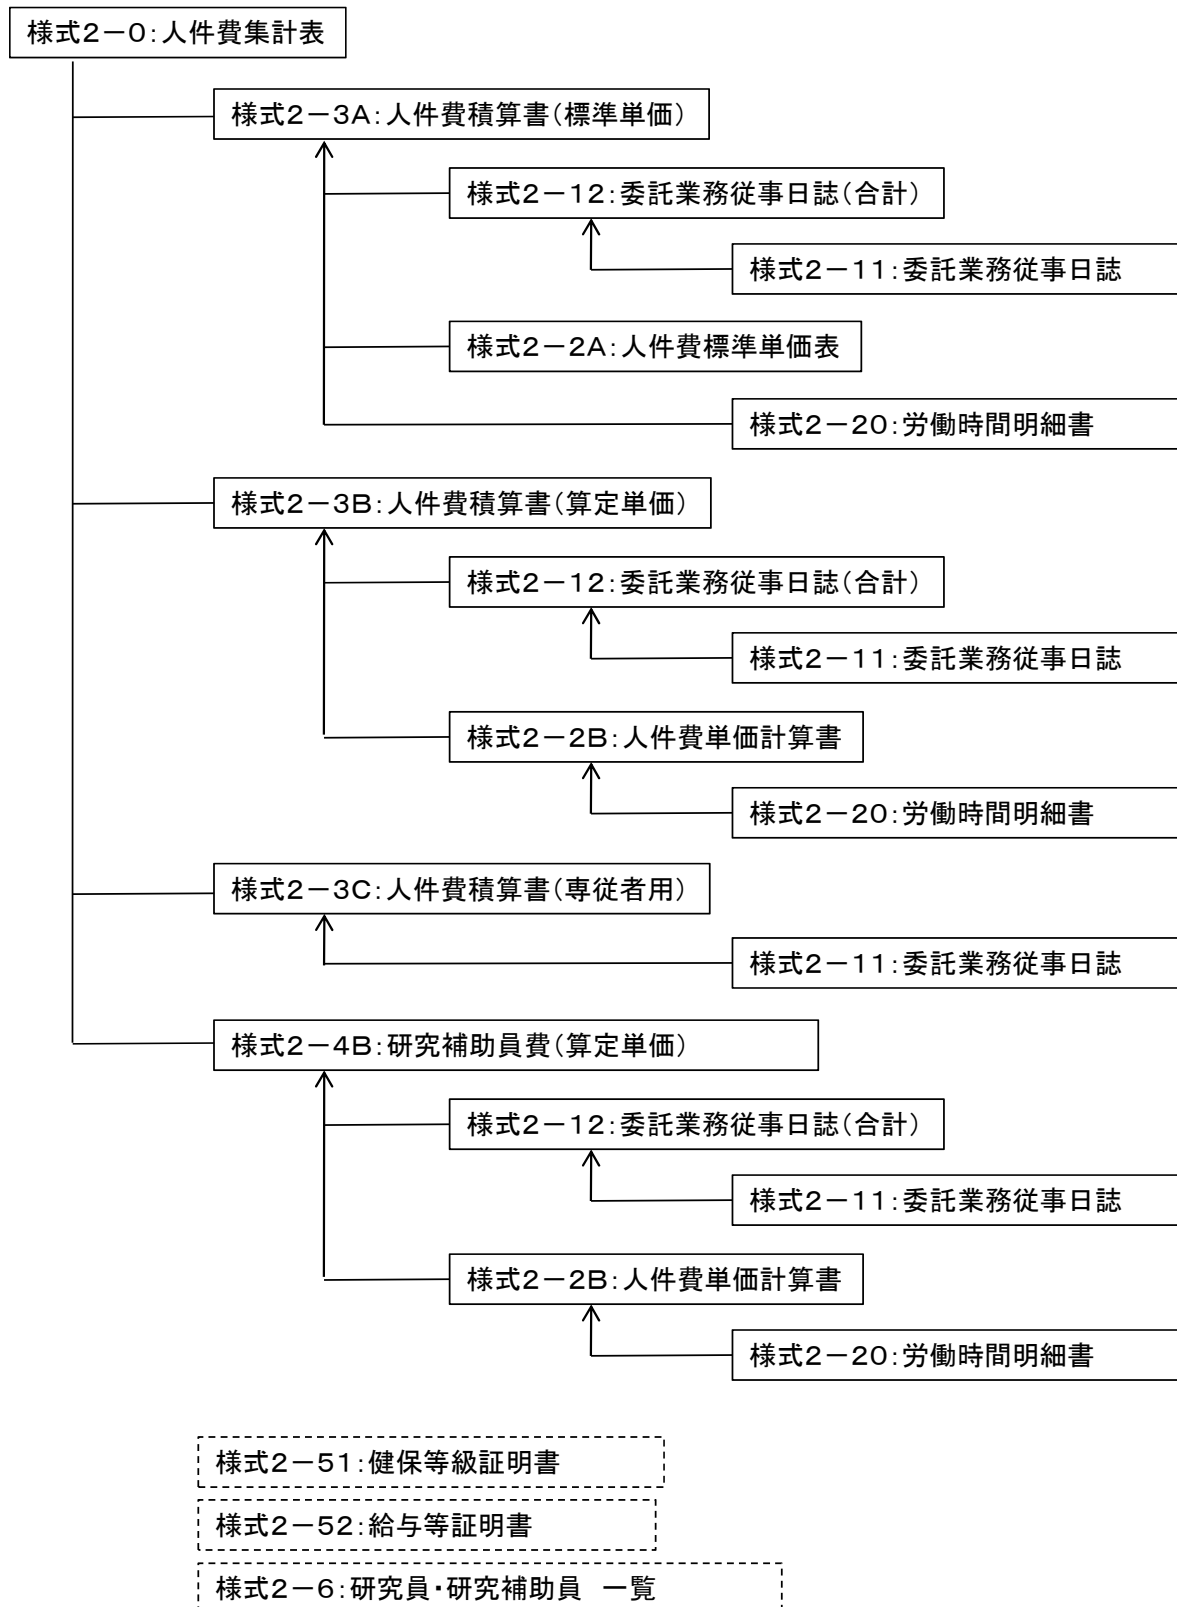 様式2－0：人件費集計表
様式2－3A：人件費積算書（標準単価）
様式2－12：委託業務従事日誌（合計）
様式2－11：委託業務従事日誌
様式2－2A：人件費標準単価表
様式2－20：労働時間明細書
様式2－3B：人件費積算書（算定単価）
様式2－12：委託業務従事日誌（合計）
様式2－11：委託業務従事日誌
様式2－2B：人件費単価計算書
様式2－20：労働時間明細書
様式2－3C：人件費積算書（専従者用）
様式2－11：委託業務従事日誌
様式2－4B：研究補助員費（算定単価）
様式2－12：委託業務従事日誌（合計）
様式2－11：委託業務従事日誌
様式2－2B：人件費単価計算書
様式2－20：労働時間明細書
様式2－51：健保等級証明書
様式2－52：給与等証明書
様式2－6：研究員・研究補助員　一覧